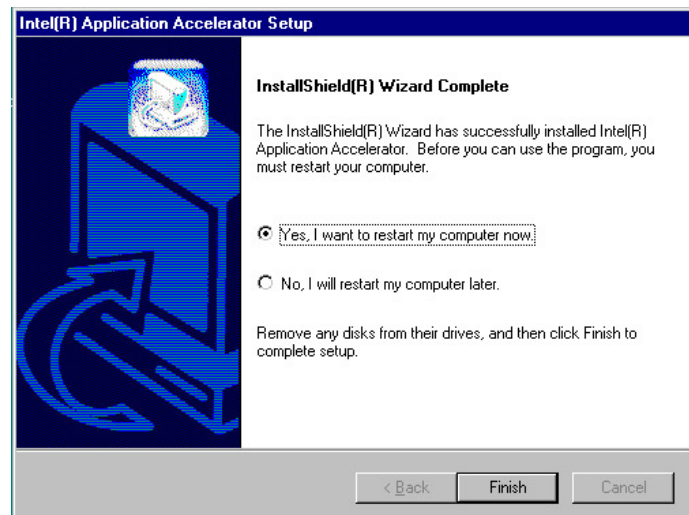 Intel(R) Application Accelerator Setup
InstallShield(R) Wizard Complete
The InstallShield(R) Wizard has successfully installed Intel(R)
Application Accelerator. Before you can use the program, you
must restart your computer.
Yes, I want to restart my computer now.
No, I will restart my computer later.
Remove any disks from their drives, and then click Finish to
complete setup.
< Back
Finish
Cancel